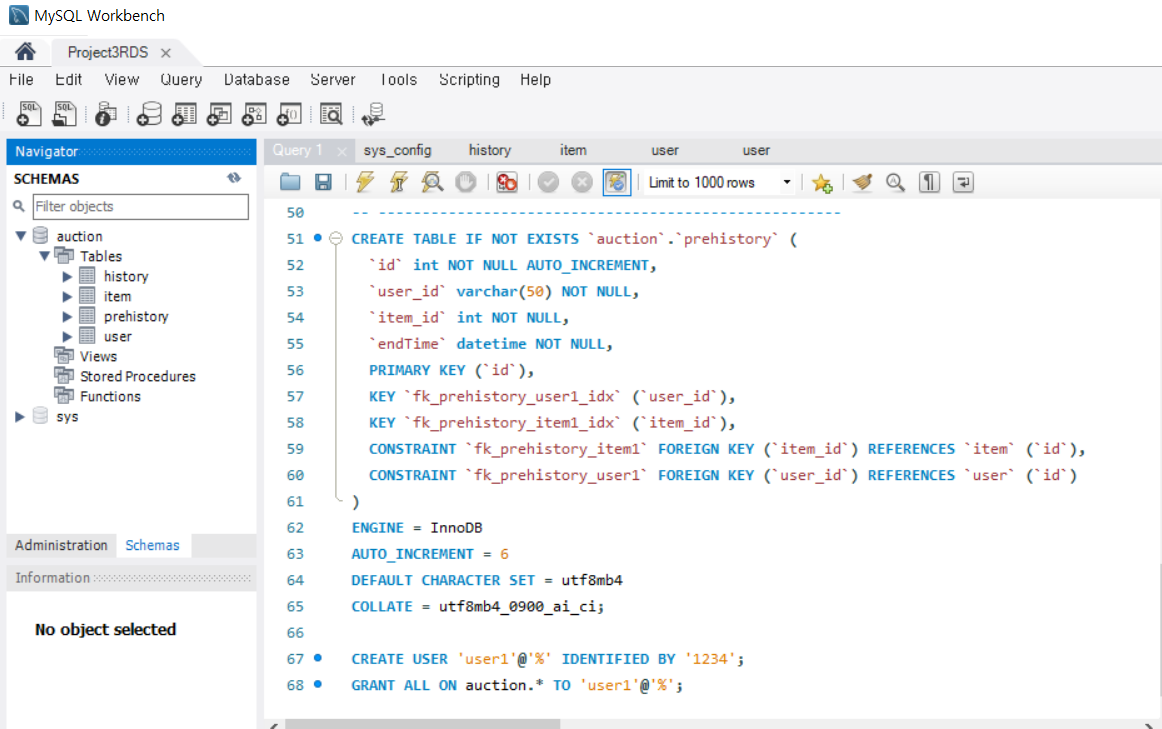 MySQL Workbench
Project3RDS
File Edit View Query Database Server Tools Scripting Help
Navigator
SCHEMAS
Filter objects
auction
Tables
history
item
prehistory
user
Views
Stored Procedures
Functions
sys
Administration Schemas
Information
No object selected
Query 1 sys_config history item user user
Limit to 1000 rows
50 -- -----------------------------------------------------
51 CREATE TABLE IF NOT EXISTS `auction`.`prehistory` (
52 `id` int NOT NULL AUTO_INCREMENT,
53 `user_id` varchar(50) NOT NULL,
54 `item_id` int NOT NULL,
55 `endTime` datetime NOT NULL,
56 PRIMARY KEY (`id`),
57 KEY `fk_prehistory_user1_idx` (`user_id`),
58 KEY `fk_prehistory_item1_idx` (`item_id`),
59 CONSTRAINT `fk_prehistory_item1` FOREIGN KEY (`item_id`) REFERENCES `item` (`id`),
60 CONSTRAINT `fk_prehistory_user1` FOREIGN KEY (`user_id`) REFERENCES `user` (`id`)
61 )
62 ENGINE = InnoDB
63 AUTO_INCREMENT = 6
64 DEFAULT CHARACTER SET = utf8mb4
65 COLLATE = utf8mb4_0900_ai_ci;
66
67 CREATE USER 'user1'@'%' IDENTIFIED BY '1234';
68 GRANT ALL ON auction.* TO 'user1'@'%';